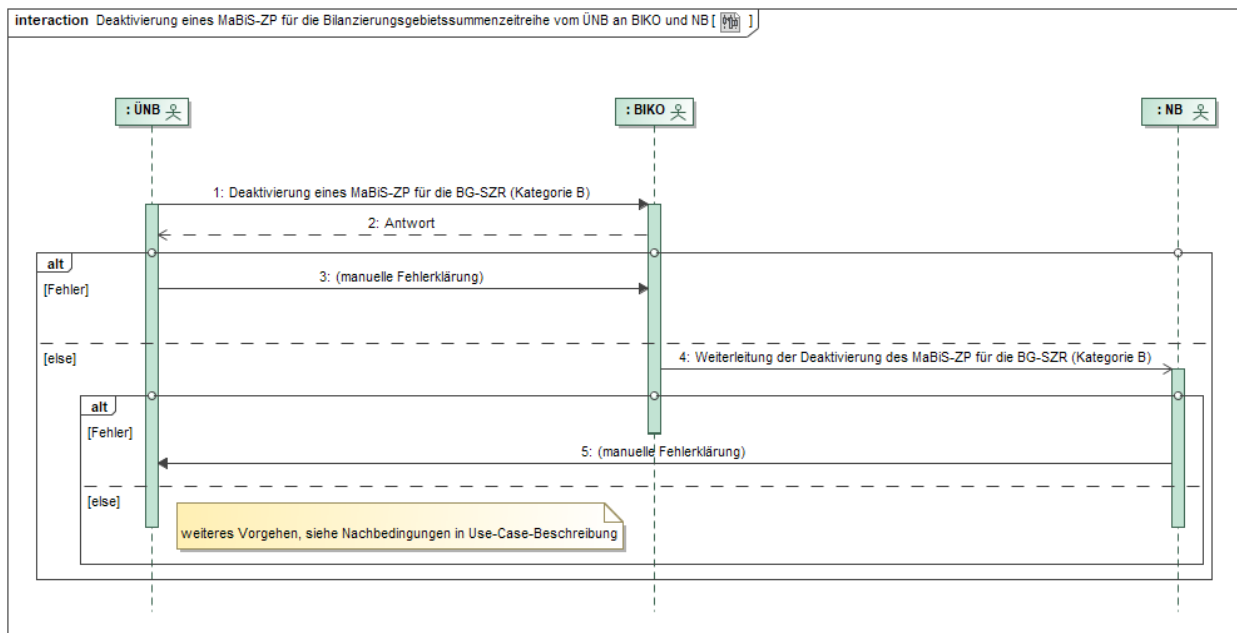 interaction Deaktivierung eines MaBiS-ZP für die Bilanzierungsgebietssummenzeitreihe vom ÜNB an BIKO und NB [ ]
: ÜNB
: BIKO
: NB
1: Deaktivierung eines MaBiS-ZP für die BG-SZR (Kategorie B)
2: Antwort
alt
3: (manuelle Fehlerklärung)
[Fehler]
[else]
4: Weiterleitung der Deaktivierung des MaBiS-ZP für die BG-SZR (Kategorie B)
alt
[Fehler]
5: (manuelle Fehlerklärung)
[else]
weiteres Vorgehen, siehe Nachbedingungen in Use-Case-Beschreibung